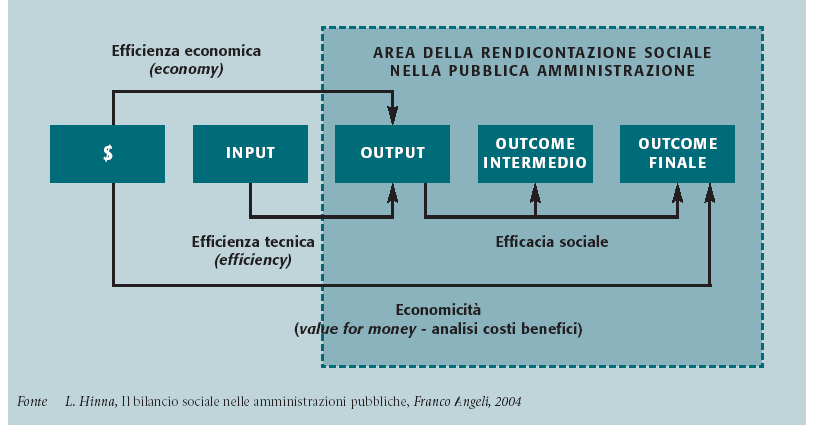 Efficienza economica
(economy)
AREA DELLA RENDICONTAZIONE SOCIALE
NELLA PUBBLICA AMMINISTRAZIONE
$
INPUT
OUTPUT
OUTCOME
INTERMEDIO
OUTCOME
FINALE
Efficienza tecnica
(efficiency)
Efficacia sociale
Economicità
(value for money - analisi costi benefici)
Fonte L. Hinna, Il bilancio sociale nelle amministrazioni pubbliche, Franco Angeli, 2004